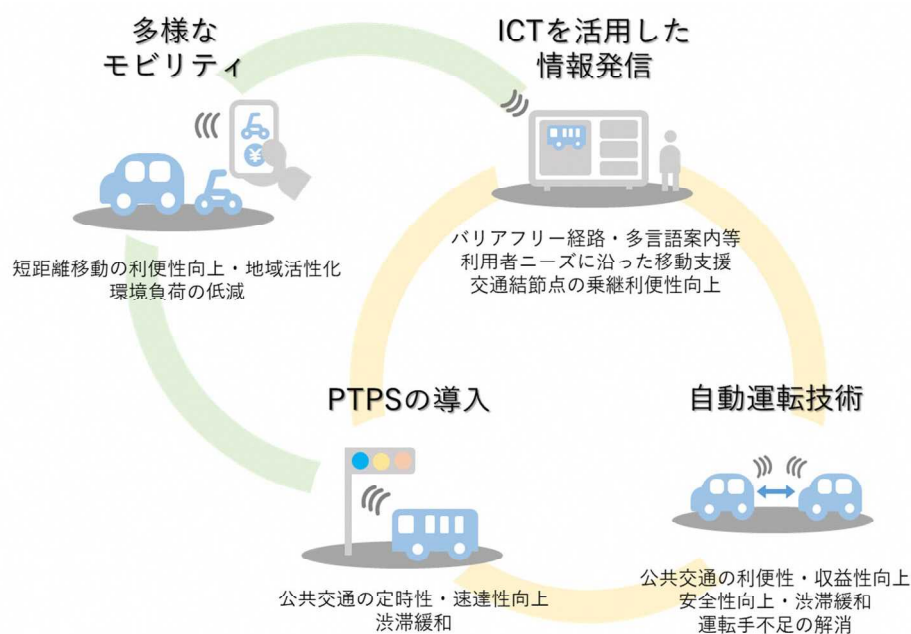 多様な
モビリティ
ICTを活用した
情報発信
¥
短距離移動の利便性向上・地域活性化
環境負荷の低減
バリアフリー経路・多言語案内等
利用者ニーズに沿った移動支援
交通結節点の乗継利便性向上
PTPSの導入
自動運転技術
公共交通の定時性・速達性向上
渋滞緩和
公共交通の利便性・収益性向上
安全性向上・渋滞緩和
運転手不足の解消